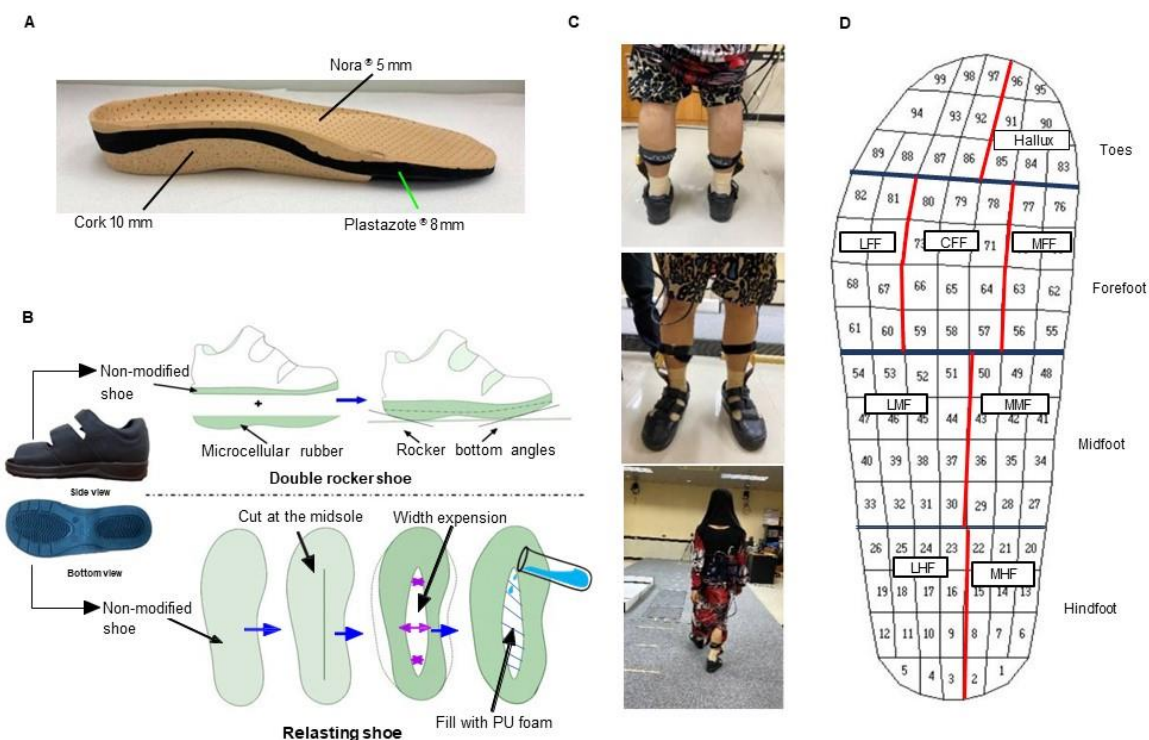 A
Nora® 5 mm
Cork 10 mm
Plastazote® 8mm
B
Non-modified
shoe
+
Microcellular rubber
Rocker
bottom angles
Double rocker shoe
Side view
Bottom view
Cut at the midsole
Width expension
Non-modified
shoe
Fill with PU foam
Relasting shoe
C
D
99 98 97 96 95
94 93 92 91 90
Hallux
89 88 87 86 85 84 83
Toes
82 81 80 79 78 77 76
LFF 73 CFF 71 MFF
68 67 66 65 64 63 62
Forefoot
61 60 59 58 57 56 55
54 53 52 51 50 49 48
LMF MMF
47 46 45 44 43 42 41
Midfoot
40 39 38 37 36 35 34
33 32 31 30 29 28 27
26 25 24 23 22 21 20
LHF MHF
19 18 17 16 15 14 13
Hindfoot
12 11 10 9 8 7 6
5 4 3 2 1